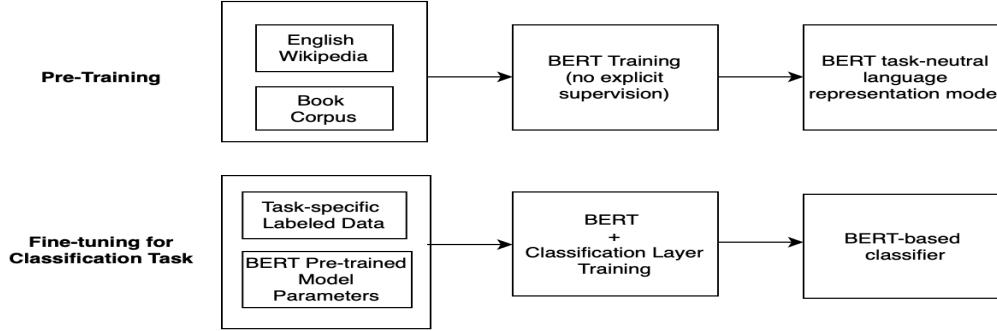 Pre-Training
English
Wikipedia
Book
Corpus
BERT Training
(no explicit
supervision)
BERT task-neutral
language
representation mode
Fine-tuning for
Classification Task
Task-specific
Labeled Data
BERT Pre-trained
Model
Parameters
BERT
+
Classification Layer
Training
BERT-based
classifier